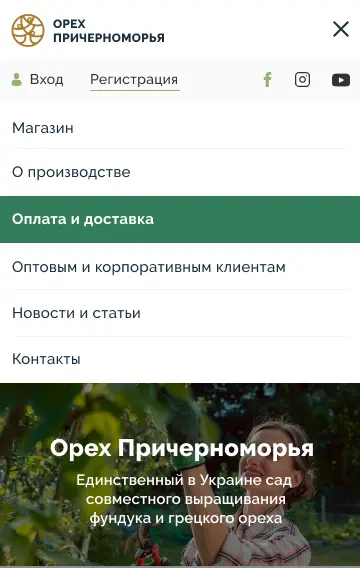 ОРЕХ
ПРИЧЕРНОМОРЬЯ
Вход
Регистрация
Магазин
О производстве
Оплата и доставка
Оптовым и корпоративным клиентам
Новости и статьи
Контакты
Орех Причерноморья
Единственный в Украине сад
совместного выращивания
фундука и грецкого ореха